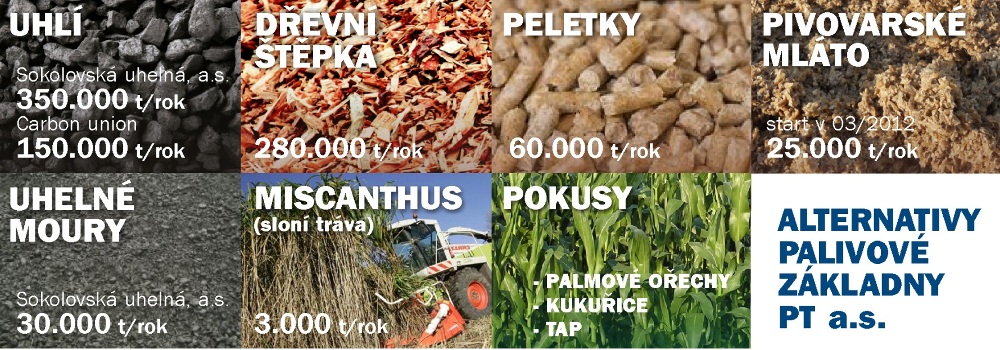 UHLÍ
Sokolovská uhelná, a.s.
350.000 t/rok
Carbon union
150.000 t/rok
DŘEVNÍ
ŠTĚPKA
280.000 t/rok
PELETKY
60.000 t/rok
PIVOVARSKÉ
MLÁTO
start v 03/2012
25.000 t/rok
UHELNÉ
MOURY
Sokolovská uhelná, a.s.
30.000 t/rok
MISCANTHUS
(sloní tráva)
CLAAS
3.000 t/rok
POKUSY
- PALMOVÉ OŘECHY
- KUKUŘICE
- TAP
ALTERNATIVY
PALIVOVÉ
ZÁKLADNY
PT a.s.